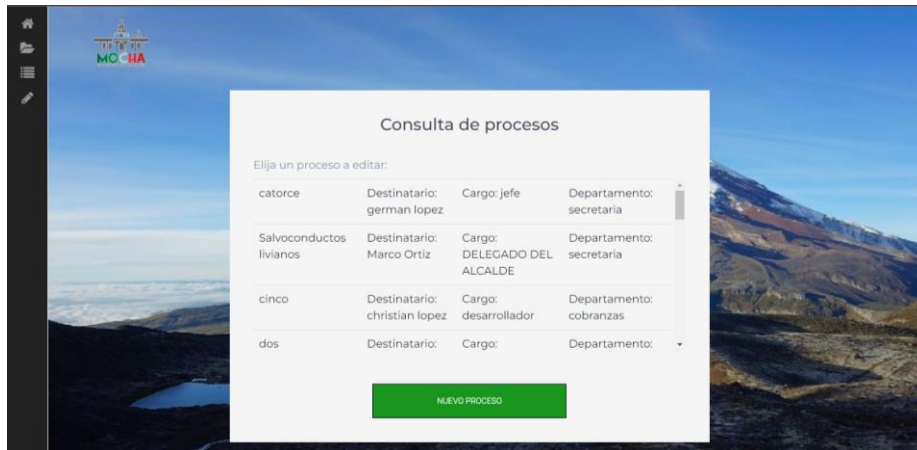 MOCHA
Consulta de procesos
Elija un proceso a editar:
catorce Destinatario: Cargo: jefe Departamento:
german lopez secretaria
Salvoconductos Destinatario: Cargo: Departamento:
livianos Marco Ortiz DELEGADO DEL secretaria
ALCALDE
cinco Destinatario: Cargo: Departamento:
christian lopez desarrollador cobranzas
dos Destinatario: Cargo: Departamento:
NUEVO PROCESO